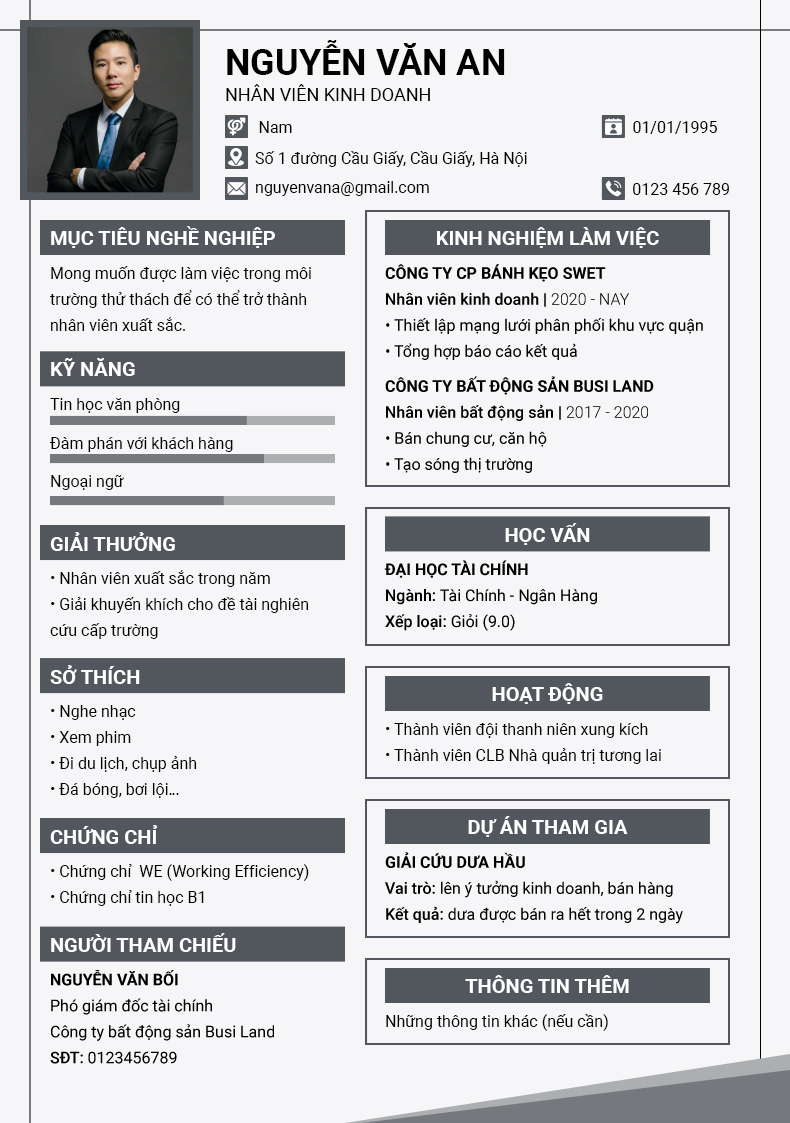 NGUYỄN VĂN AN
NHÂN VIÊN KINH DOANH
Nam
01/01/1995
Số 1 đường Cầu Giấy, Cầu Giấy, Hà Nội
nguyenvana@gmail.com
0123 456 789
MỤC TIÊU NGHỀ NGHIỆP
Mong muốn được làm việc trong môi
trường thử thách để có thể trở thành
nhân viên xuất sắc.
KỸ NĂNG
Tin học văn phòng
Đàm phán với khách hàng
Ngoại ngữ
GIẢI THƯỞNG
• Nhân viên xuất sắc trong năm
• Giải khuyến khích cho đề tài nghiên
cứu cấp trường
SỞ THÍCH
• Nghe nhạc
• Xem phim
• Đi du lịch, chụp ảnh
• Đá bóng, bơi lội...
CHỨNG CHỈ
• Chứng chỉ  WE (Working Efficiency)
• Chứng chỉ tin học B1
NGƯỜI THAM CHIẾU
NGUYỄN VĂN BỐI
Phó giám đốc tài chính
Công ty bất động sản Busi Land
SĐT: 0123456789
KINH NGHIỆM LÀM VIỆC
CÔNG TY CP BÁNH KẸO SWET
Nhân viên kinh doanh | 2020 - NAY
• Thiết lập mạng lưới phân phối khu vực quận
• Tổng hợp báo cáo kết quả
CÔNG TY BẤT ĐỘNG SẢN BUSI LAND
Nhân viên bất động sản | 2017 - 2020
• Bán chung cư, căn hộ
• Tạo sóng thị trường
HỌC VẤN
ĐẠI HỌC TÀI CHÍNH
Ngành: Tài Chính - Ngân Hàng
Xếp loại: Giỏi (9.0)
HOẠT ĐỘNG
• Thành viên đội thanh niên xung kích
• Thành viên CLB Nhà quản trị tương lai
DỰ ÁN THAM GIA
GIẢI CỨU DƯA HẦU
Vai trò: lên ý tưởng kinh doanh, bán hàng
Kết quả: dưa được bán ra hết trong 2 ngày
THÔNG TIN THÊM
Những thông tin khác (nếu cần)